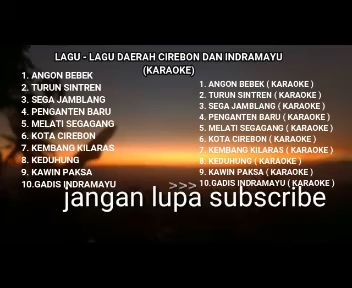 LAGU - LAGU DAERAH CIREBON DAN INDRAMAYU
(KARAOKE)
1. ANGON BEBEK
2. TURUN SINTREN
3. SEGA JAMBLANG
4. PENGANTEN BARU
5. MELATI SEGAGANG
6. KOTA CIREBON
7. KEMBANG KILARAS
8. KEDUHUNG
9. KAWIN PAKSA
10.GADIS INDRAMAYU
1. ANGON BEBEK ( KARAOKE )
2. TURUN SINTREN ( KARAOKE )
3. SEGA JAMBLANG ( KARAOKE )
4. PENGANTEN BARU ( KARAOKE )
5. MELATI SEGAGANG ( KARAOKE )
6. KOTA CIREBON ( KARAOKE )
7. KEMBANG KILARAS ( KARAOKE )
8. KEDUHUNG ( KARAOKE )
9. KAWIN PAKSA ( KARAOKE )
10.GADIS INDRAMAYU ( KARAOKE )
>>>
jangan lupa subscribe